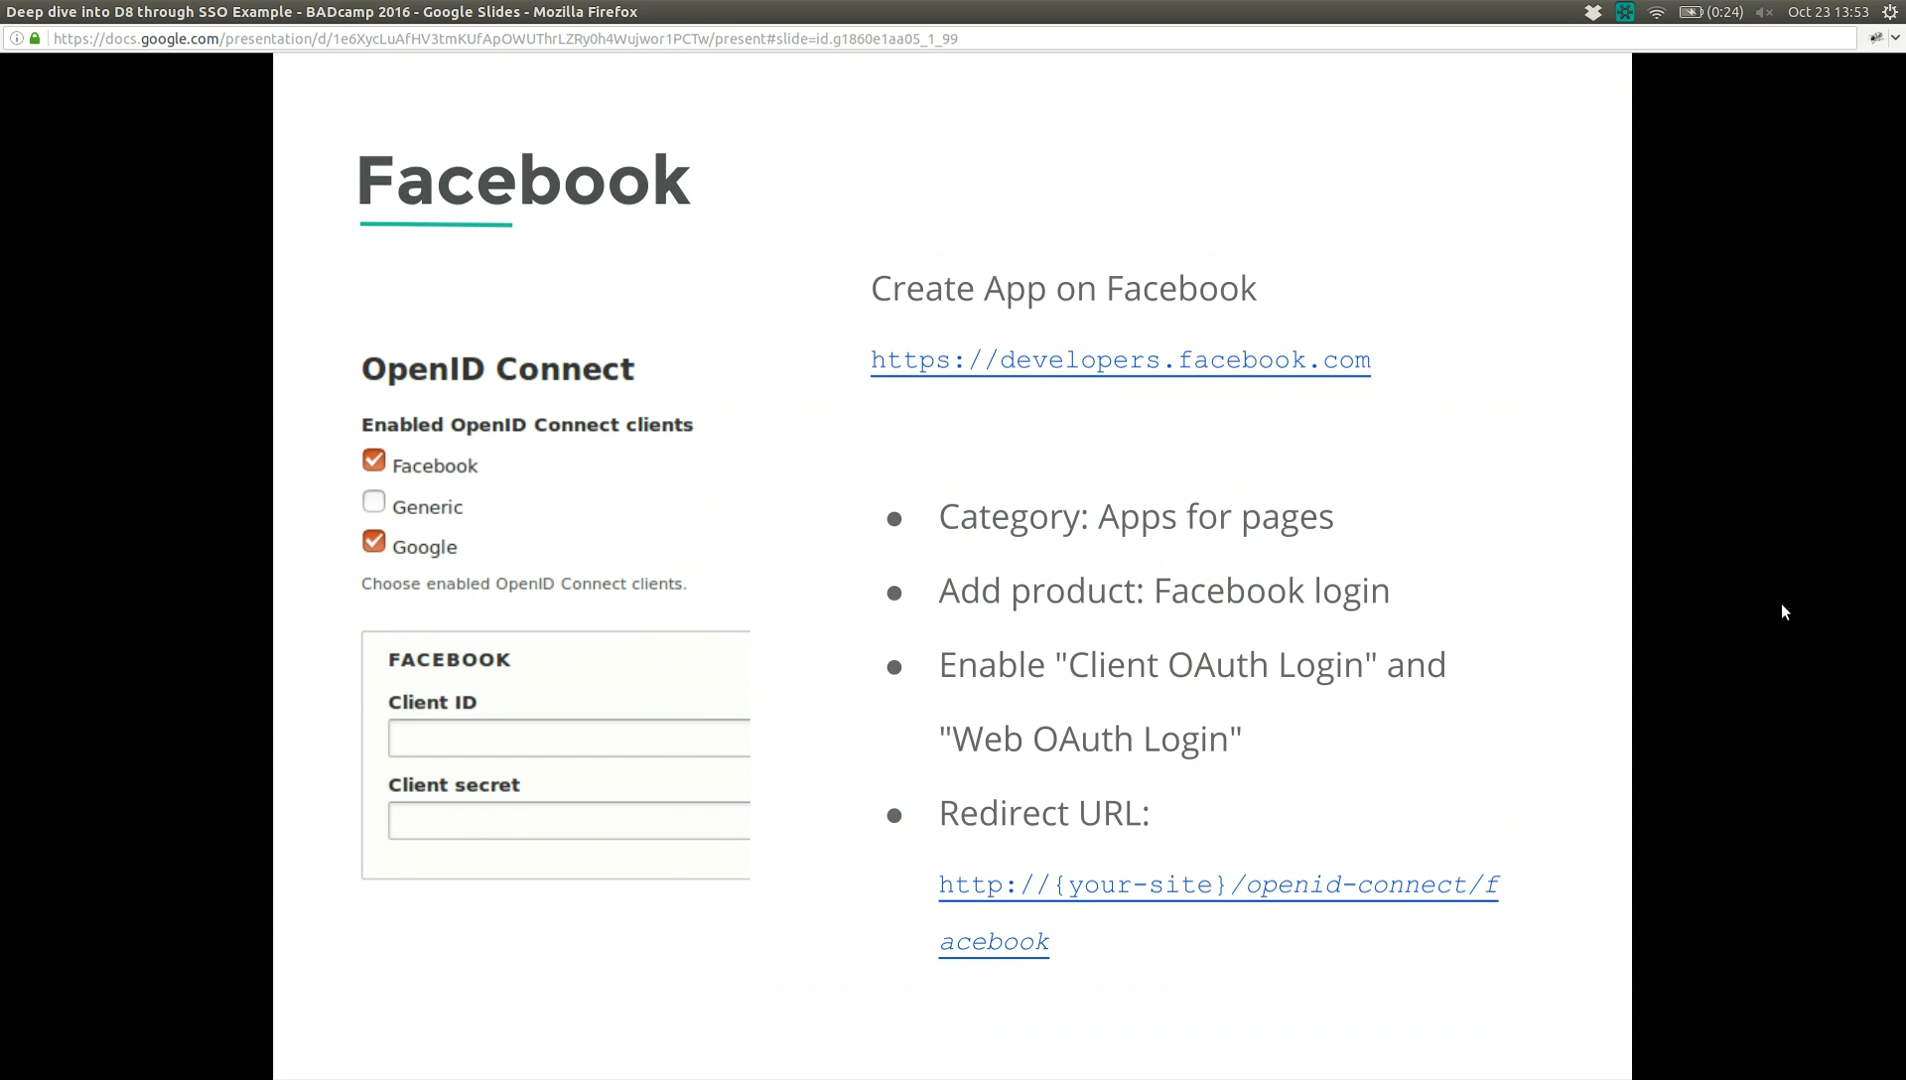 Deep dive into D8 through SSO Example - BADcamp 2016 - Google Slides - Mozilla Firefox
(0:24)
Oct 23 13:53
https://docs.google.com/presentation/d/1e6XycLuAfHV3tmKUfApOWUThrLZRy0h4Wujwor1PCTw/present#slide=id.g1860e1aa05_1_99
Facebook
OpenID Connect
Enabled OpenID Connect clients
Facebook
Generic
Google
Choose enabled OpenID Connect clients.
FACEBOOK
Client ID
Client secret
Create App on Facebook
https://developers.facebook.com
● Category: Apps for pages
● Add product: Facebook login
● Enable "Client OAuth Login" and
"Web OAuth Login"
● Redirect URL:
http://{your-site}/openid-connect/f
acebook